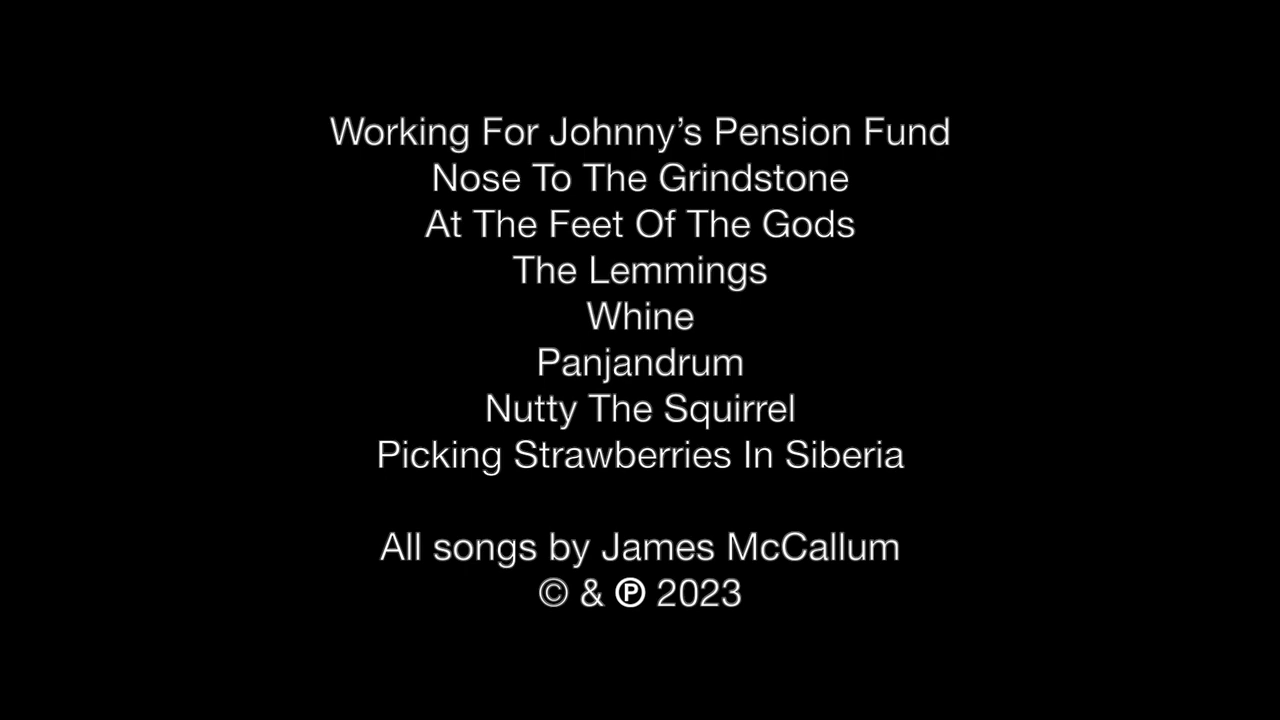 Working For Johnny’s Pension Fund
Nose To The Grindstone
At The Feet Of The Gods
The Lemmings
Whine
Panjandrum
Nutty The Squirrel
Picking Strawberries In Siberia
All songs by James McCallum
© & ℗ 2023